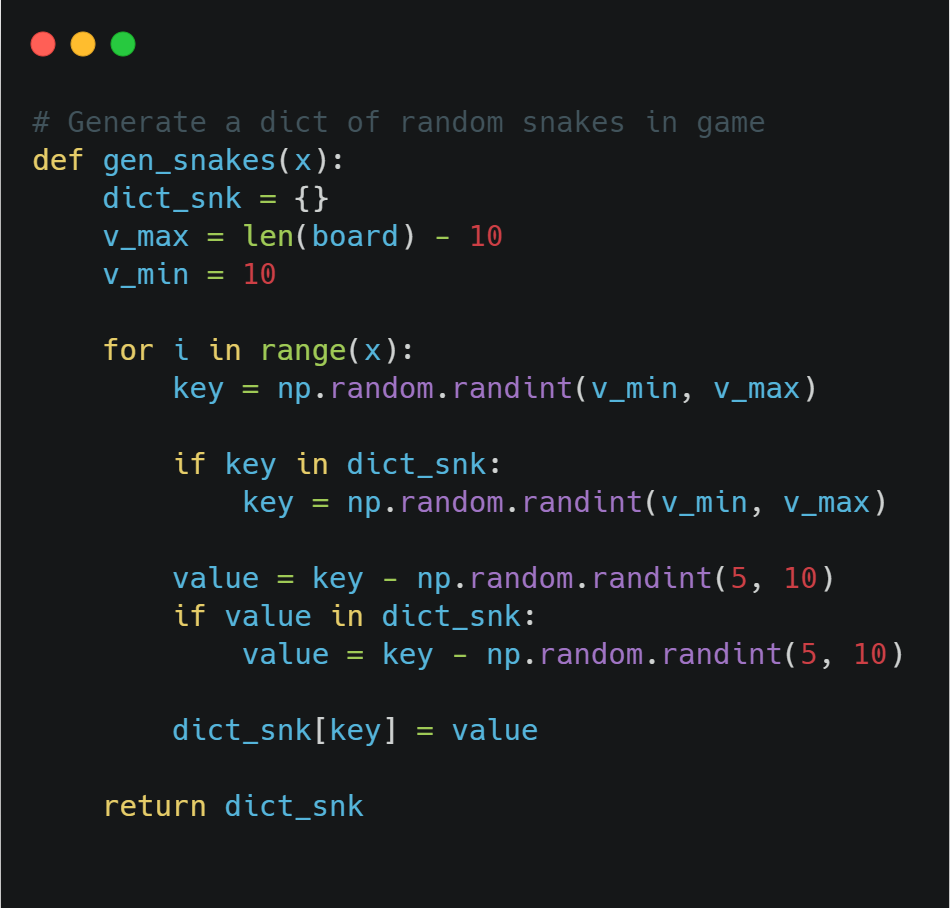 # Generate a dict of random snakes in game
def gen_snakes(x):
    dict_snk = {}
    v_max = len(board) - 10
    v_min = 10

    for i in range(x):
        key = np.random.randint(v_min, v_max)

        if key in dict_snk:
            key = np.random.randint(v_min, v_max)

        value = key - np.random.randint(5, 10)
        if value in dict_snk:
            value = key - np.random.randint(5, 10)

        dict_snk[key] = value

    return dict_snk